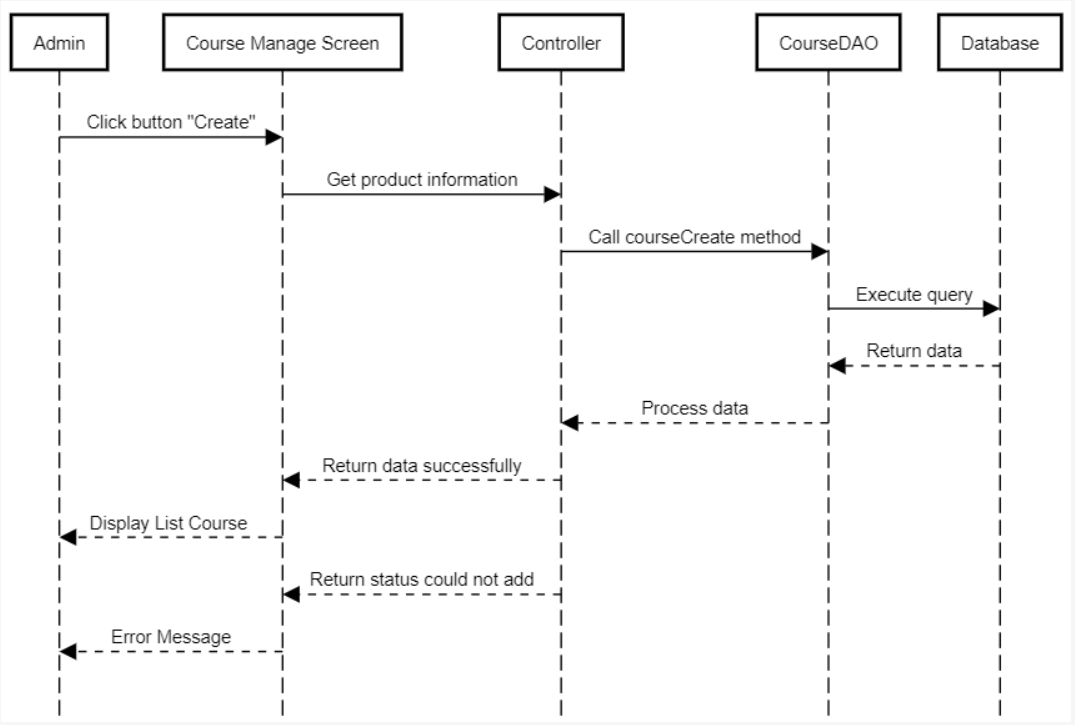 Admin
Course Manage Screen
Controller
CourseDAO
Database
Click button "Create"
Get product information
Call courseCreate method
Execute query
Return data
Process data
Return data successfully
Display List Course
Return status could not add
Error Message